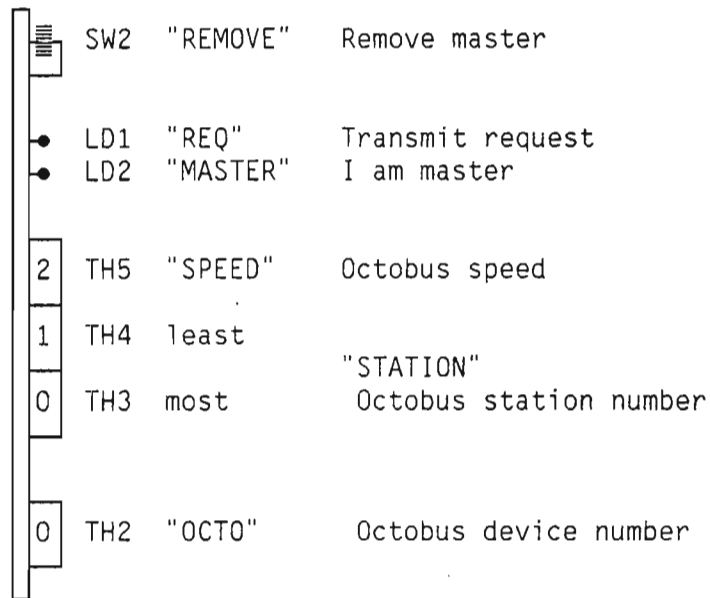 SW2 "REMOVE" Remove master
LD1 "REQ" Transmit request
LD2 "MASTER" I am master
2 TH5 "SPEED" Octobus speed
1 TH4 least
"STATION"
0 TH3 most Octobus station number
0 TH2 "OCTO" Octobus device number